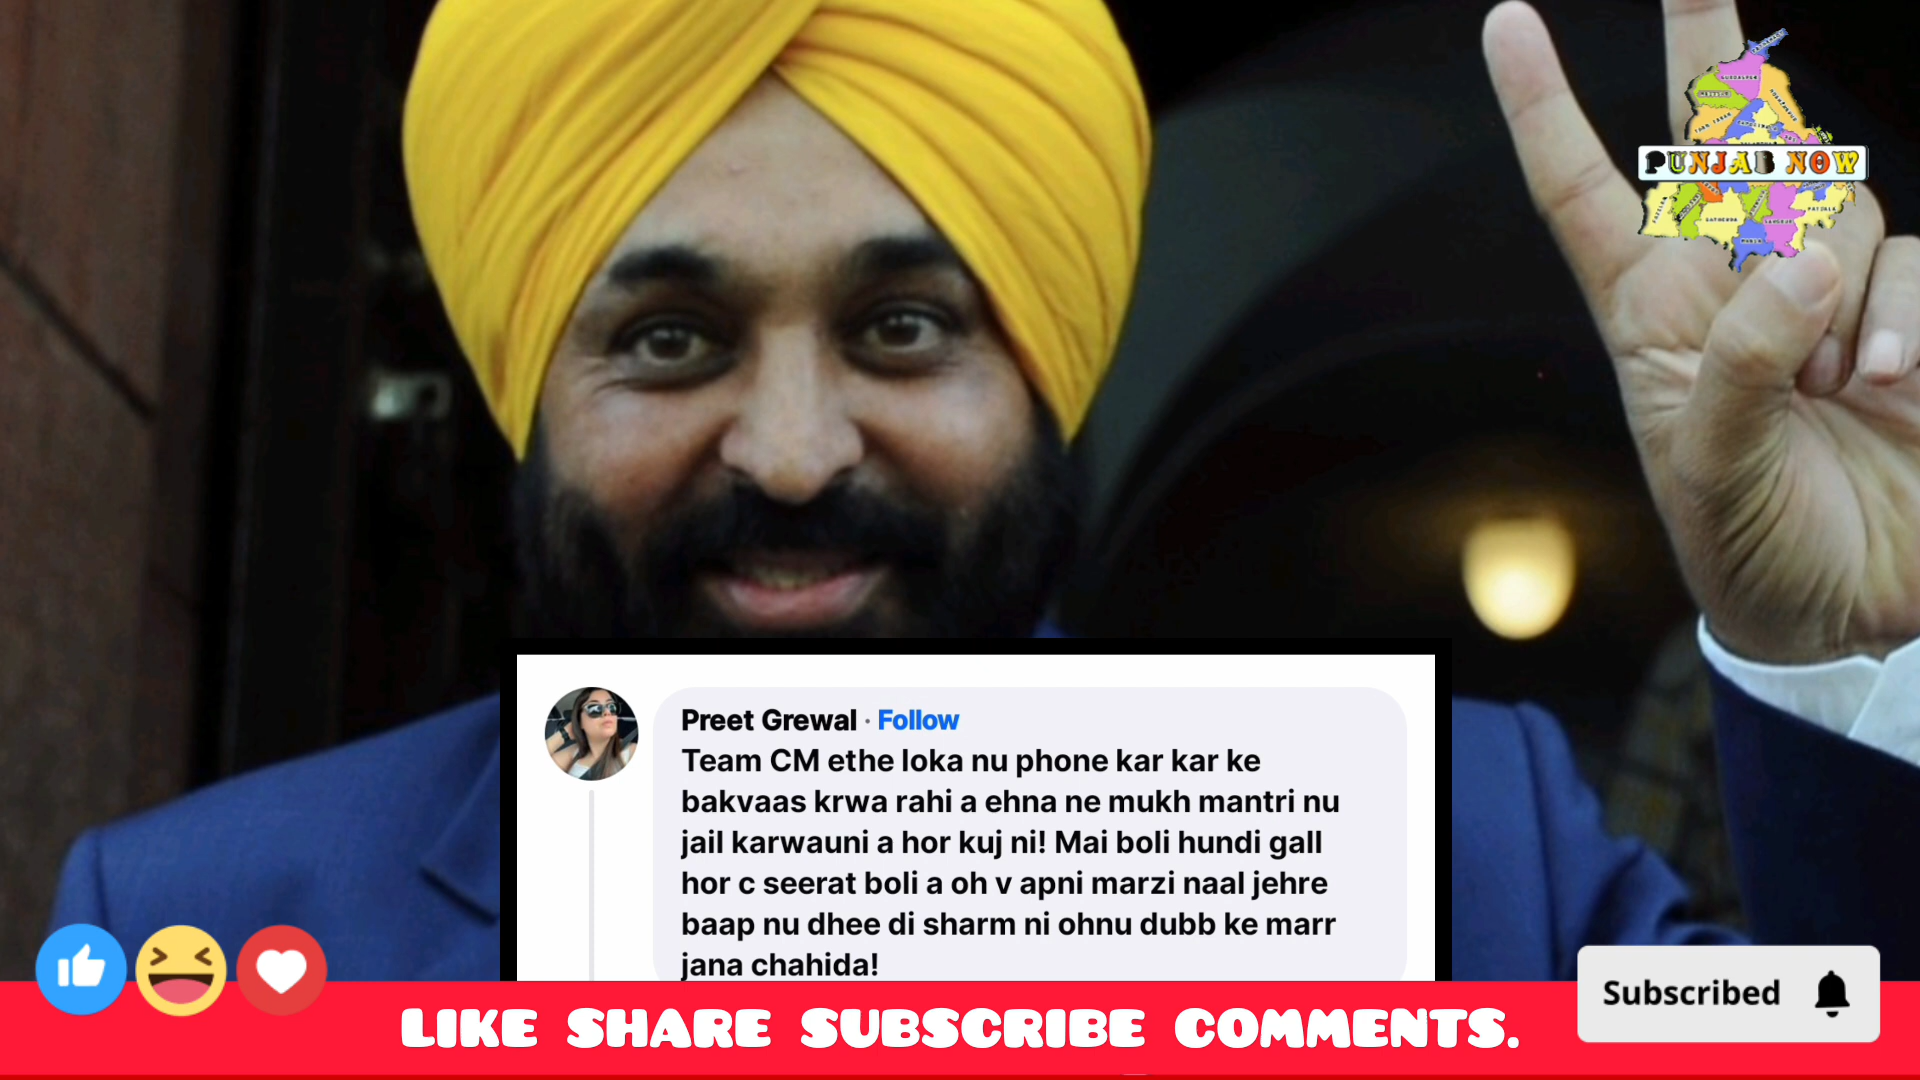 PUNJAB NOW
Preet Grewal · Follow
Team CM ethe loka nu phone kar kar ke
bakvaas krwa rahi a ehna ne mukh mantri nu
jail karwauni a hor kuj ni! Mai boli hundi gall
hor c seerat boli a oh v apni marzi naal jehre
baap nu dhee di sharm ni ohnu dubb ke marr
jana chahida!
Subscribed
LIKE SHARE SUBSCRIBE COMMENTS.